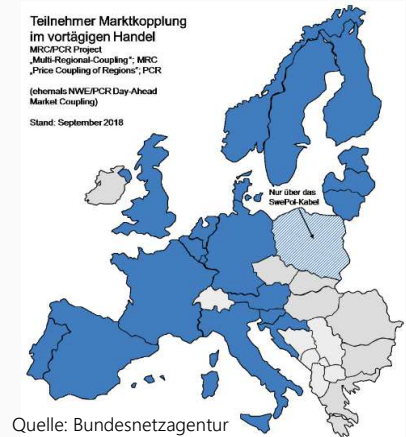 Teilnehmer Marktkopplung
im vortägigen Handel
MRC/PCR Project
„Multi-Regional-Coupling“; MRC
„Price Coupling of Regions“; PCR
(ehemals NWE/PCR Day-Ahead
Market Coupling)
Stand: September 2018
Nur über das
SwePol-Kabel
Quelle: Bundesnetzagentur